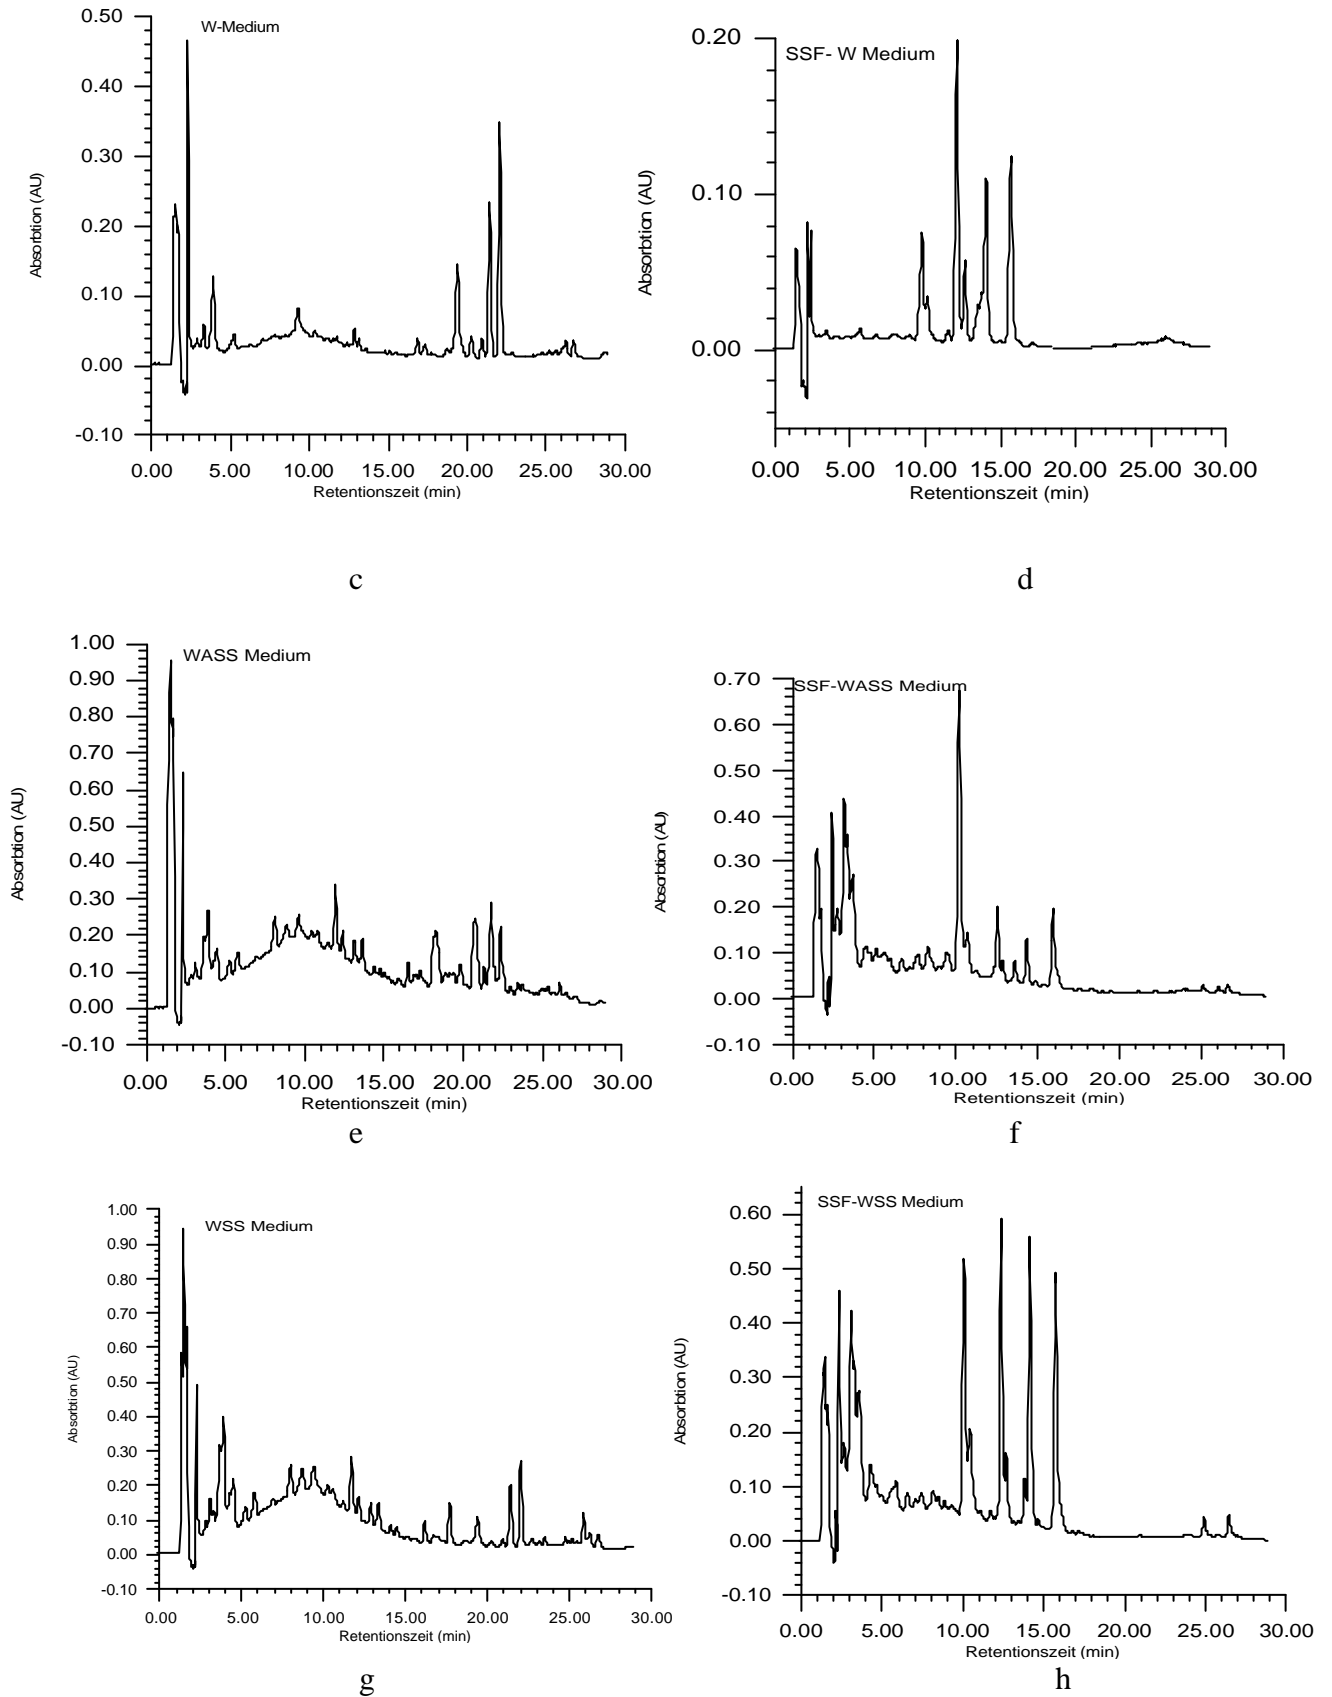 0.50
W-Medium
0.40
0.30
0.20
0.10
0.00
-0.10
Absorbtion (AU)
0.00 5.00 10.00 15.00 20.00 25.00 30.00
Retentionszeit (min)
c
0.20
SSF- W Medium
0.10
0.00
Absorbtion (AU)
0.00 5.00 10.00 15.00 20.00 25.00 30.00
Retentionszeit (min)
d
1.00
WASS Medium
0.90
0.80
0.70
0.60
0.50
0.40
0.30
0.20
0.10
0.00
-0.10
Absorbtion (AU)
0.00 5.00 10.00 15.00 20.00 25.00 30.00
Retentionszeit (min)
e
0.70
SSF-WASS Medium
0.60
0.50
0.40
0.30
0.20
0.10
0.00
-0.10
Absorbtion (AU)
0.00 5.00 10.00 15.00 20.00 25.00 30.00
Retentionszeit (min)
f
1.00
WSS Medium
0.90
0.80
0.70
0.60
0.50
0.40
0.30
0.20
0.10
0.00
-0.10
Absorbtion (AU)
0.00 5.00 10.00 15.00 20.00 25.00 30.00
Retentionszeit (min)
g
SSF-WSS Medium
0.60
0.50
0.40
0.30
0.20
0.10
0.00
-0.10
Absorbtion (AU)
0.00 5.00 10.00 15.00 20.00 25.00 30.00
Retentionszeit (min)
h